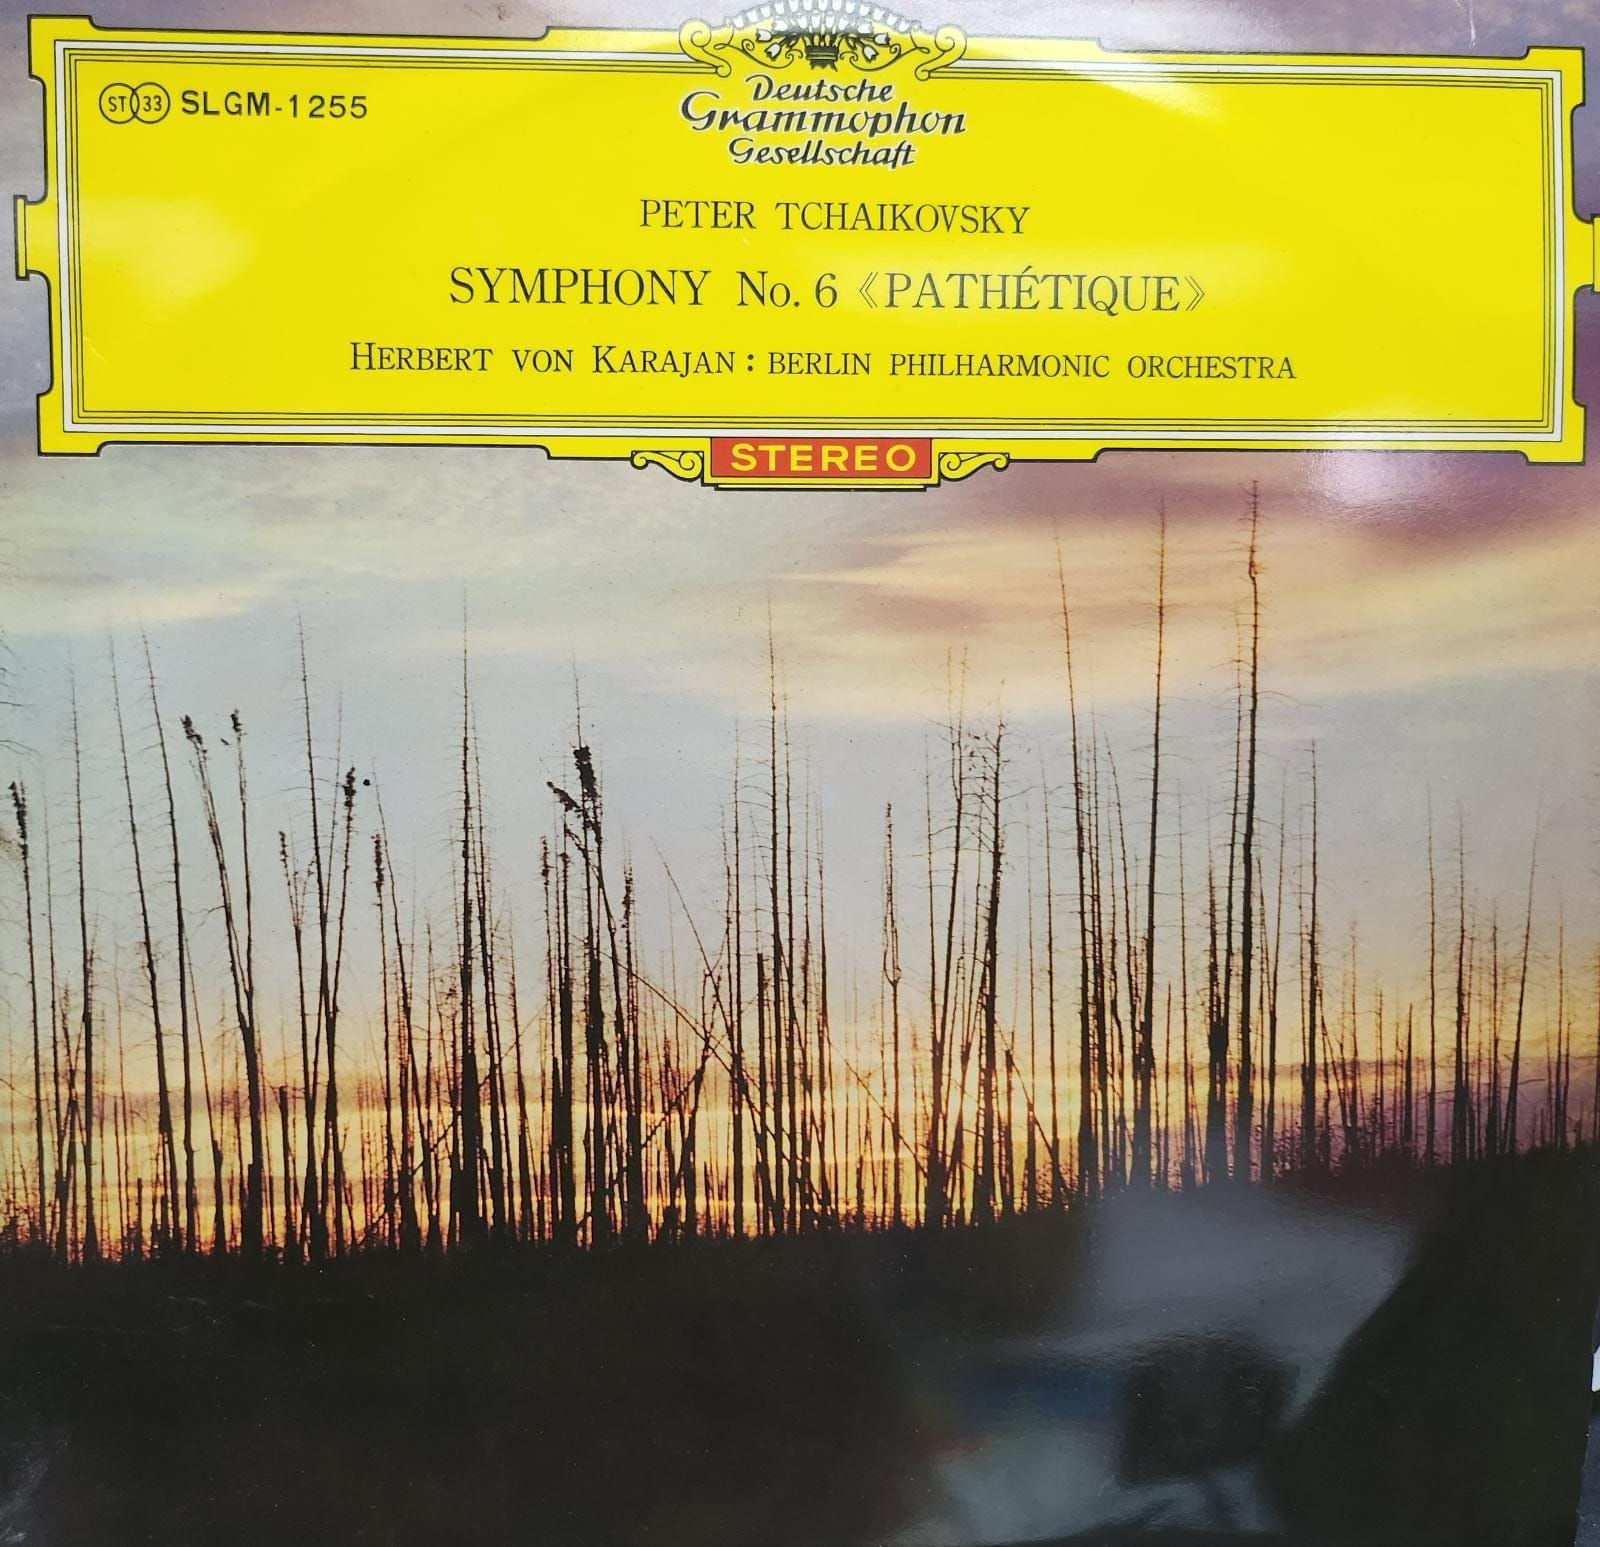 ST 33 SLGM-1255
Deutsche
Grammophon
Gesellschaft
PETER TCHAIKOVSKY
SYMPHONY No. 6 《PATHÉTIQUE》
HERBERT VON KARAJAN : BERLIN PHILHARMONIC ORCHESTRA
STEREO